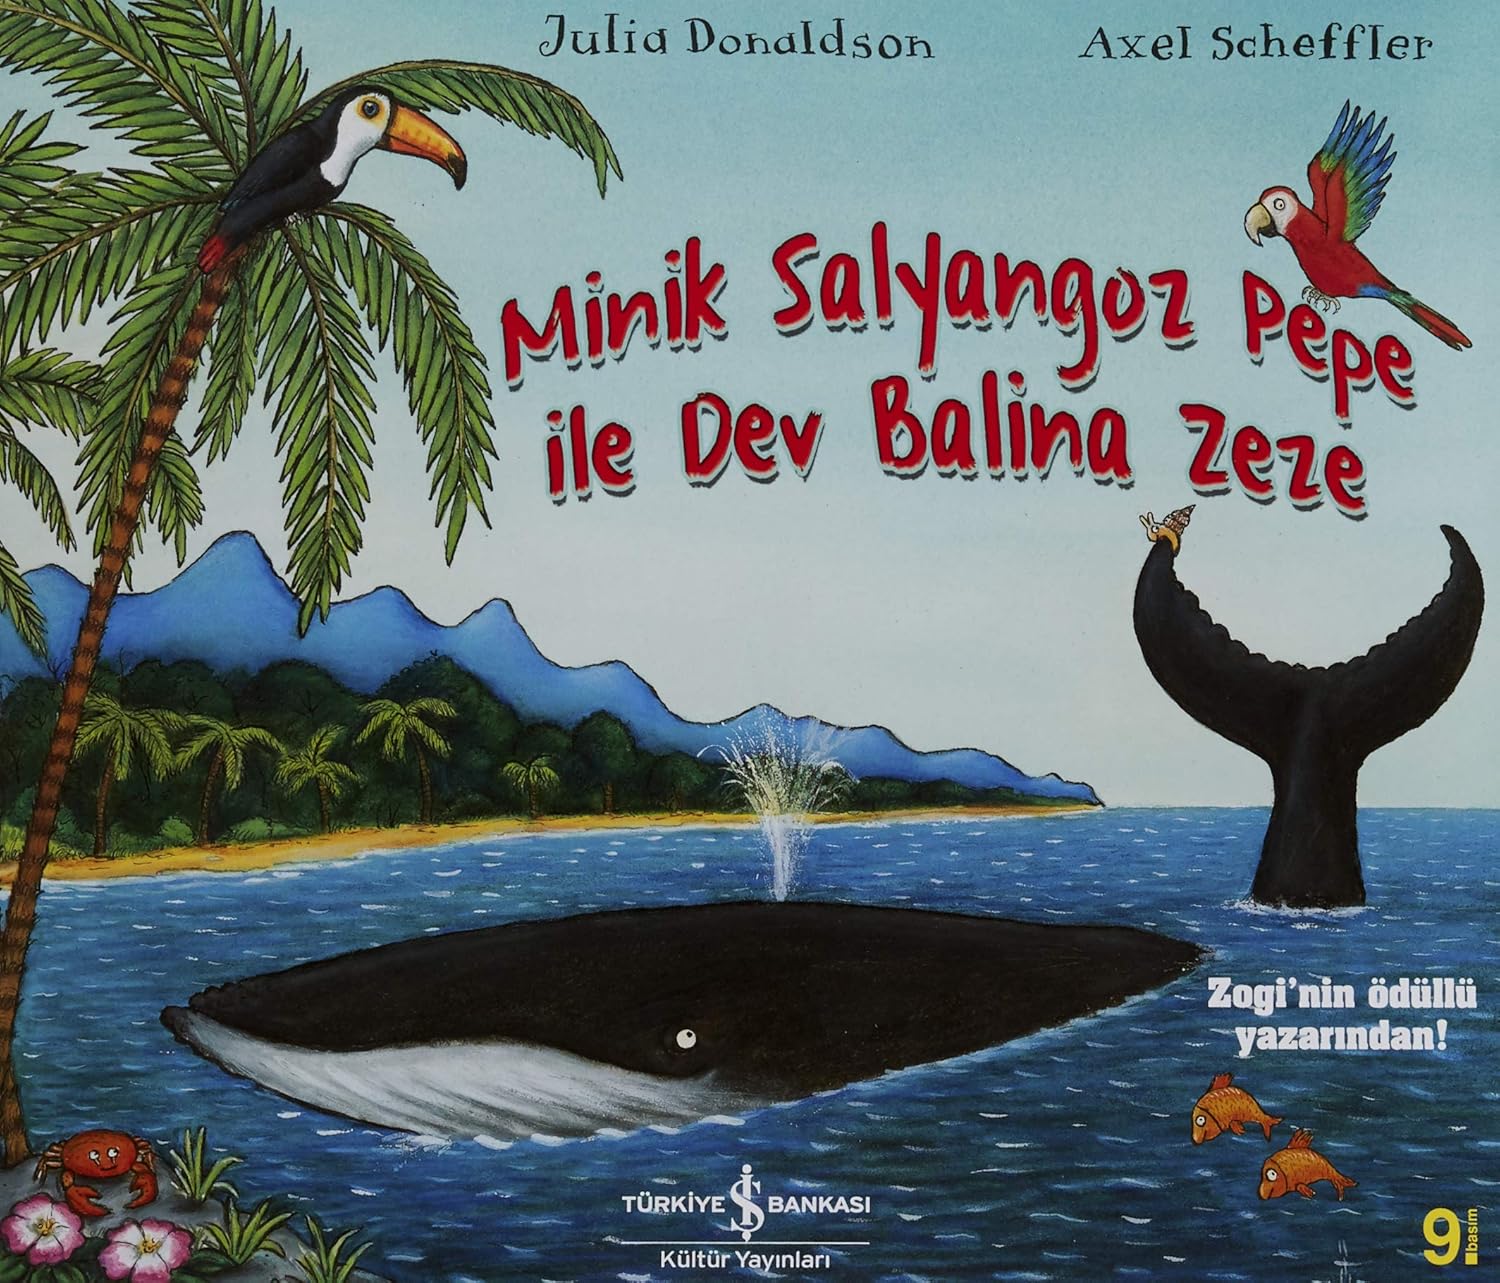 Julia Donaldson Axel Scheffler
Minik Salyangoz Pepe
ile Dev Balina Zeze
Zogi'nin ödüllü
yazarından!
TÜRKİYE İŞ BANKASI
Kültür Yayınları
9.
basım